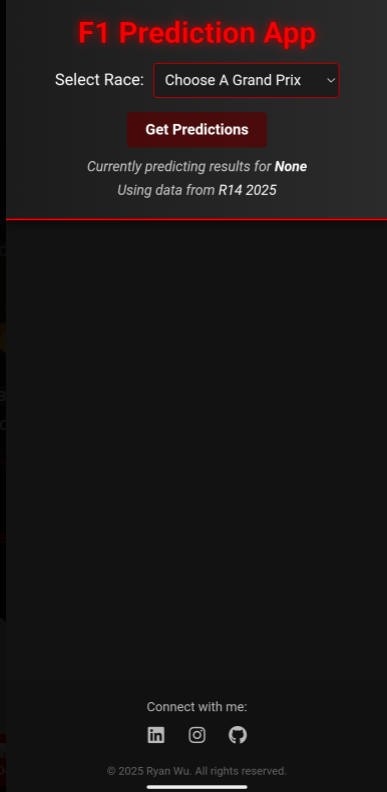 F1 Prediction App
Select Race: Choose A Grand Prix
Get Predictions
Currently predicting results for None
Using data from R14 2025
Connect with me:
© 2025 Ryan Wu. All rights reserved.